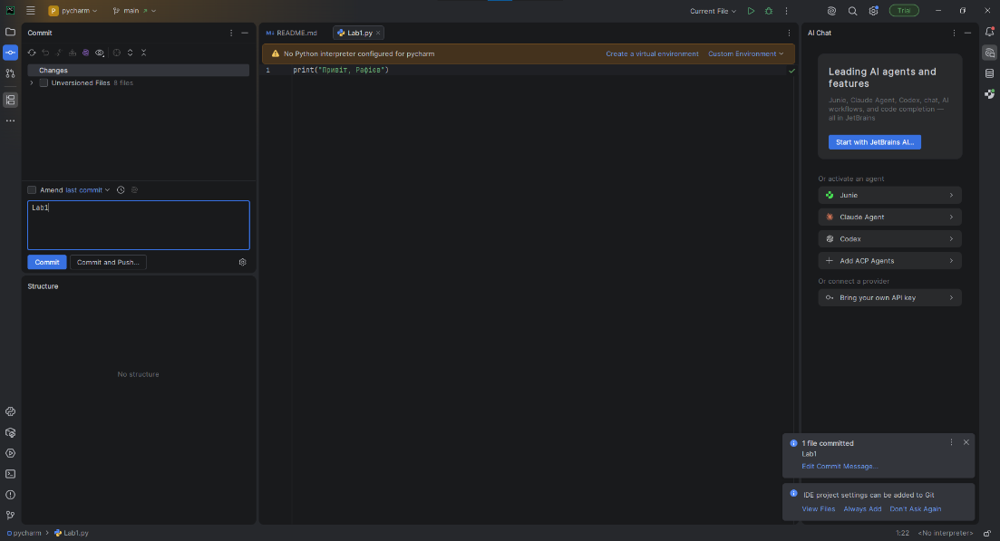 P pycharm
main
Current File
Trial
Commit
Changes
Unversioned Files 8 files
Amend last commit
Lab1
Commit
Commit and Push...
Structure
No structure
README.md
Lab1.py
No Python interpreter configured for pycharm
Create a virtual environment
Custom Environment
1 print("Привіт, Рафієв")
AI Chat
Leading AI agents and
features
Junie, Claude Agent, Codex, chat, AI
workflows, and code completion —
all in JetBrains
Start with JetBrains AI...
Or activate an agent
Junie
Claude Agent
Codex
Add ACP Agents
Or connect a provider
Bring your own API key
1 file committed
Lab1
Edit Commit Message...
IDE project settings can be added to Git
View Files Always Add Don't Ask Again
pycharm > Lab1.py
1:22 <No interpreter>